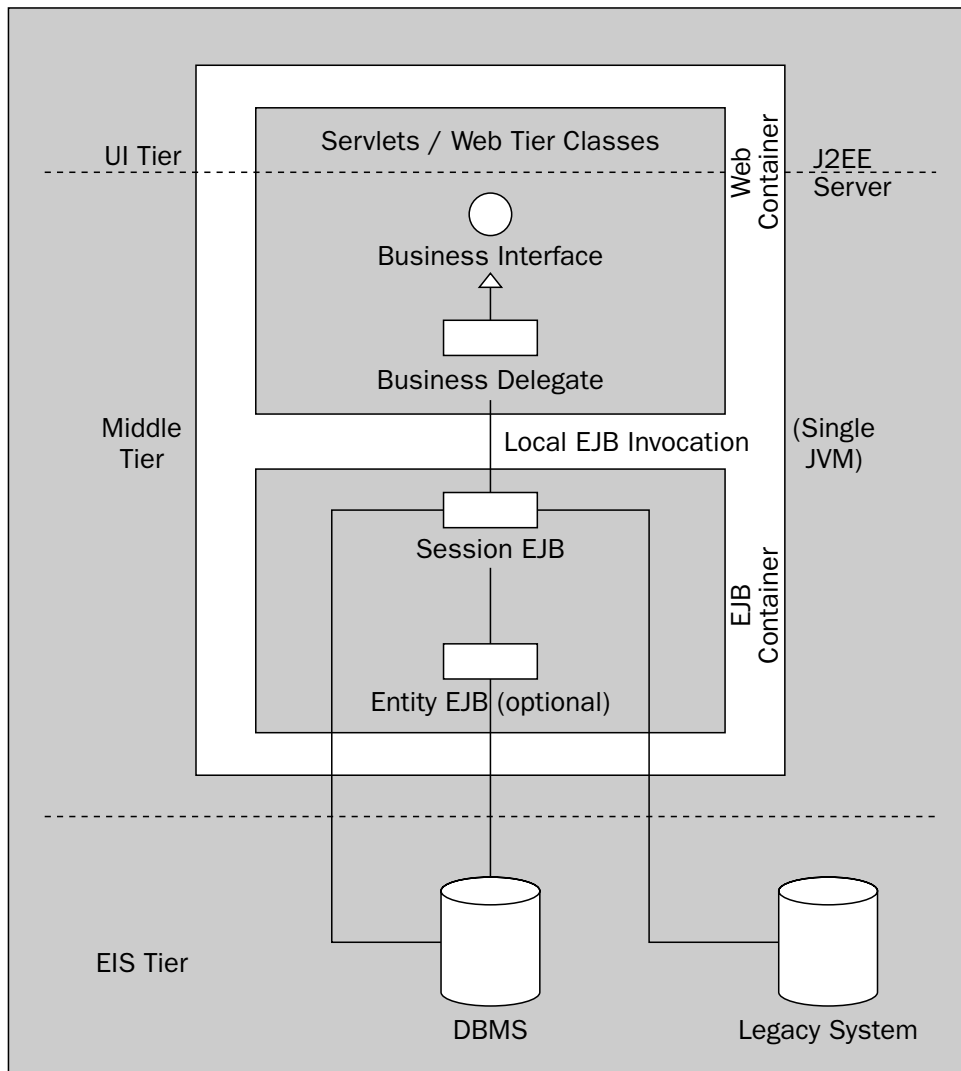 Servlets / Web Tier Classes
UI Tier
Web
Container
J2EE
Server
Business Interface
Business Delegate
Middle
Tier
Local EJB Invocation
(Single
JVM)
Session EJB
EJB
Container
Entity EJB (optional)
EIS Tier
DBMS
Legacy System